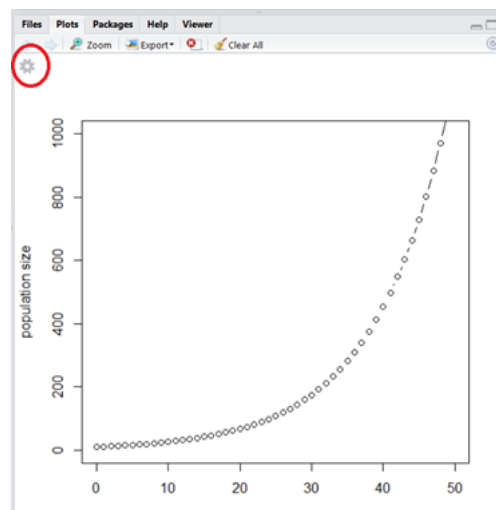 Files Plots Packages Help Viewer
Zoom Export Clear All
1000
800
600
400
200
0
population size
0 10 20 30 40 50